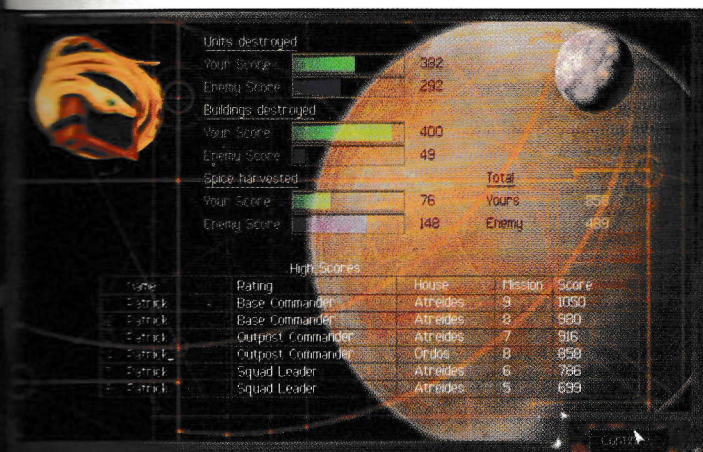 Units destroyed
Your Score 382
Enemy Score 292
Buildings destroyed
Your Score 400
Enemy Score 49
Spice harvested Total
Your Score 76 Yours 858
Enemy Score 148 Enemy 489
High Scores
Name Rating House Mission Score
Patrick Base Commander Atreides 9 1050
Patrick Base Commander Atreides 8 980
Patrick Outpost Commander Atreides 7 916
Patrick_ Outpost Commander Ordos 8 858
Patrick Squad Leader Atreides 6 786
Patrick Squad Leader Atreides 5 699